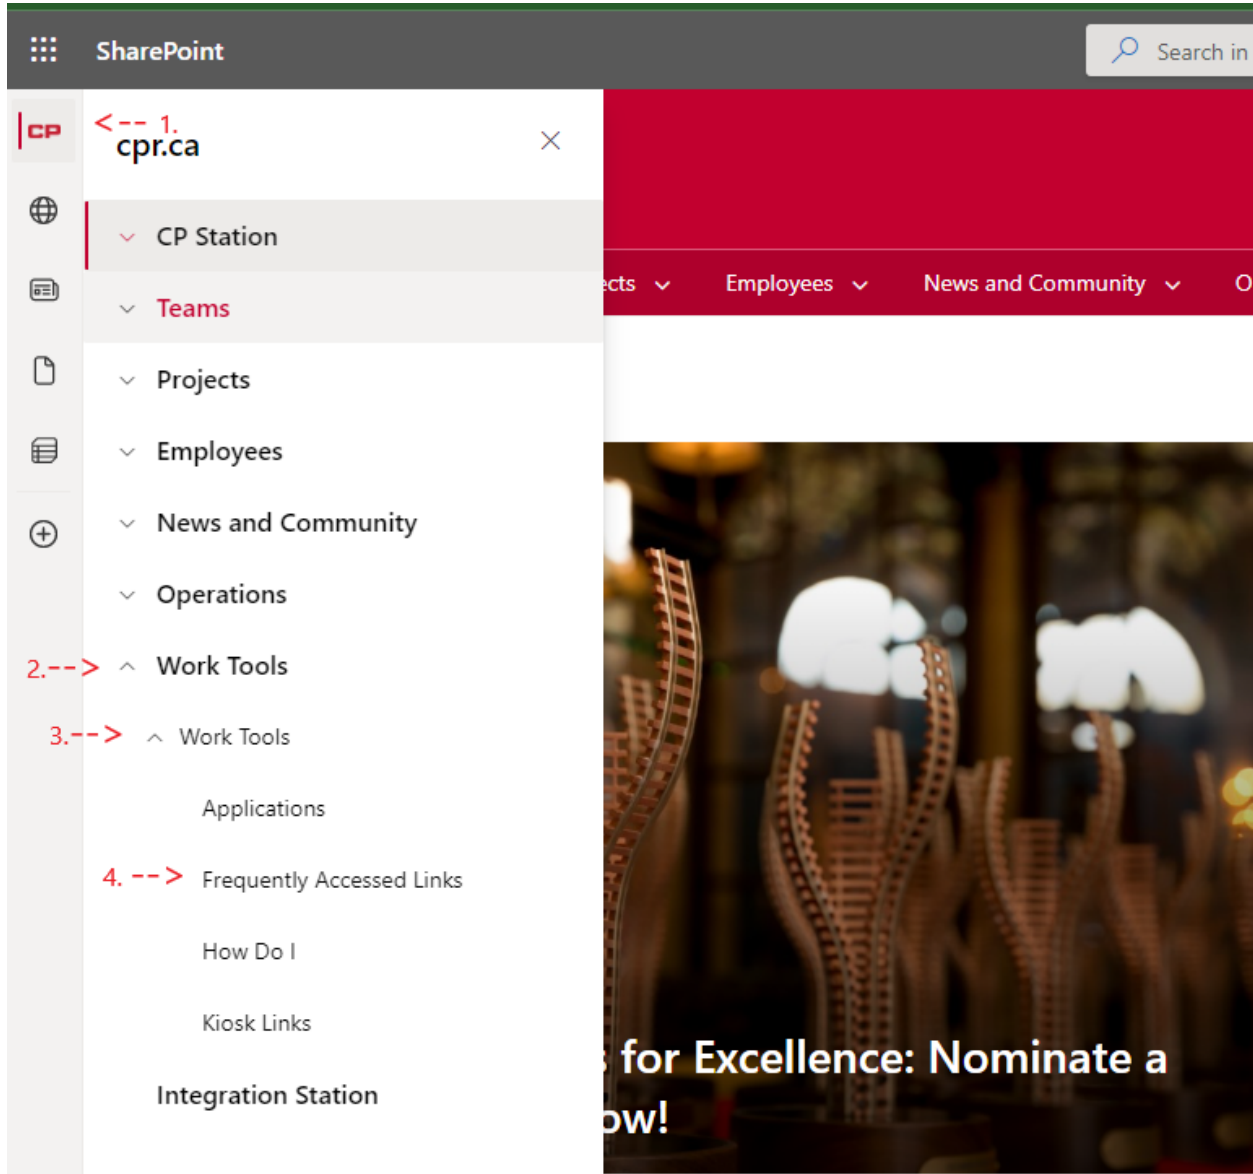 SharePoint
Search in
CP
<-- 1.
cpr.ca
CP Station
Teams
ects
Employees
News and Community
O
Projects
Employees
News and Community
Operations
2.--> Work Tools
3.--> Work Tools
Applications
4. --> Frequently Accessed Links
How Do I
Kiosk Links
for Excellence: Nominate a
Integration Station
ow!